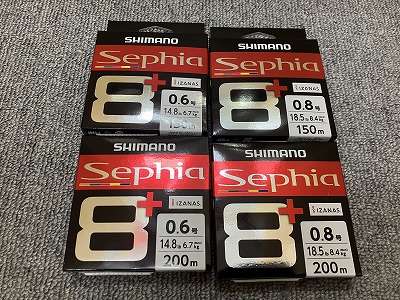 SHIMANO
Sephia
8+
IZANAS
0.6号
14.8lb 6.7kg
150m
SHIMANO
Sephia
8+
IZANAS
0.8号
18.5lb 8.4kg
150m
SHIMANO
Sephia
8+
IZANAS
0.6号
14.8lb 6.7kg
200m
SHIMANO
Sephia
8+
IZANAS
0.8号
18.5lb 8.4kg
200m